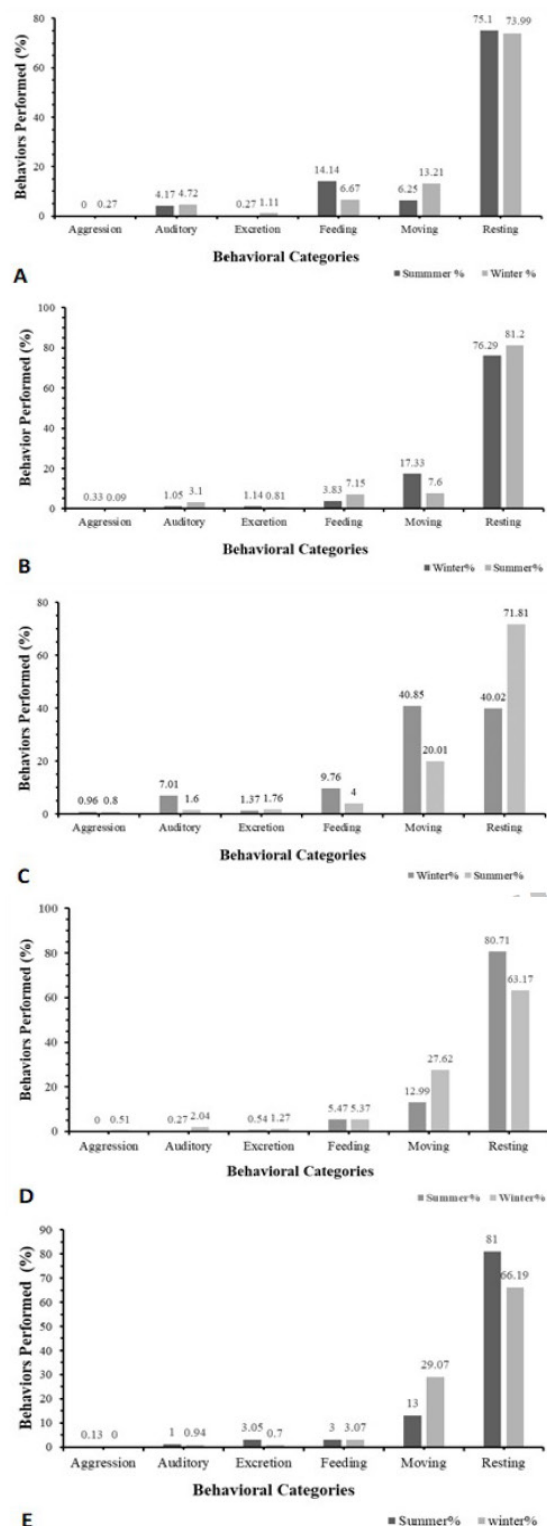 80
75.1 73.99
60
40
20
14.14 13.21
0 0.27 4.17 4.72 0.27 1.11 6.67 6.25
0
Behaviors Performed (%)
Aggression Auditory Excretion Feeding Moving Resting
Behavioral Categories
A
Summmer % Winter %
100
80
76.29 81.2
60
40
20
17.33
0.33 0.09 1.05 3.1 1.14 0.81 3.83 7.15 7.6
0
Behavior Performed (%)
Aggression Auditory Excretion Feeding Moving Resting
Behavioral Categories
B
Winter% Summer%
80
71.81
60
40
40.85 40.02
20
20.01
0.96 0.8 7.01 1.6 1.37 1.76 9.76 4
0
Behaviors Performed (%)
Aggression Auditory Excretion Feeding Moving Resting
Behavioral Categories
C
Winter% Summer%
100
80
80.71
60
63.17
40
27.62
20
12.99
0 0.51 0.27 2.04 0.54 1.27 5.47 5.37
0
Behaviors Performed (%)
Aggression Auditory Excretion Feeding Moving Resting
Behavioral Categories
D
Summer% Winter%
90
80
81
70
66.19
60
50
40
30
29.07
20
13
10
0.13 0 1 0.94 3.05 0.7 3 3.07
0
Behaviors Performed (%)
Aggression Auditory Excretion Feeding Moving Resting
Behavioral Categories
E
Summer% winter%